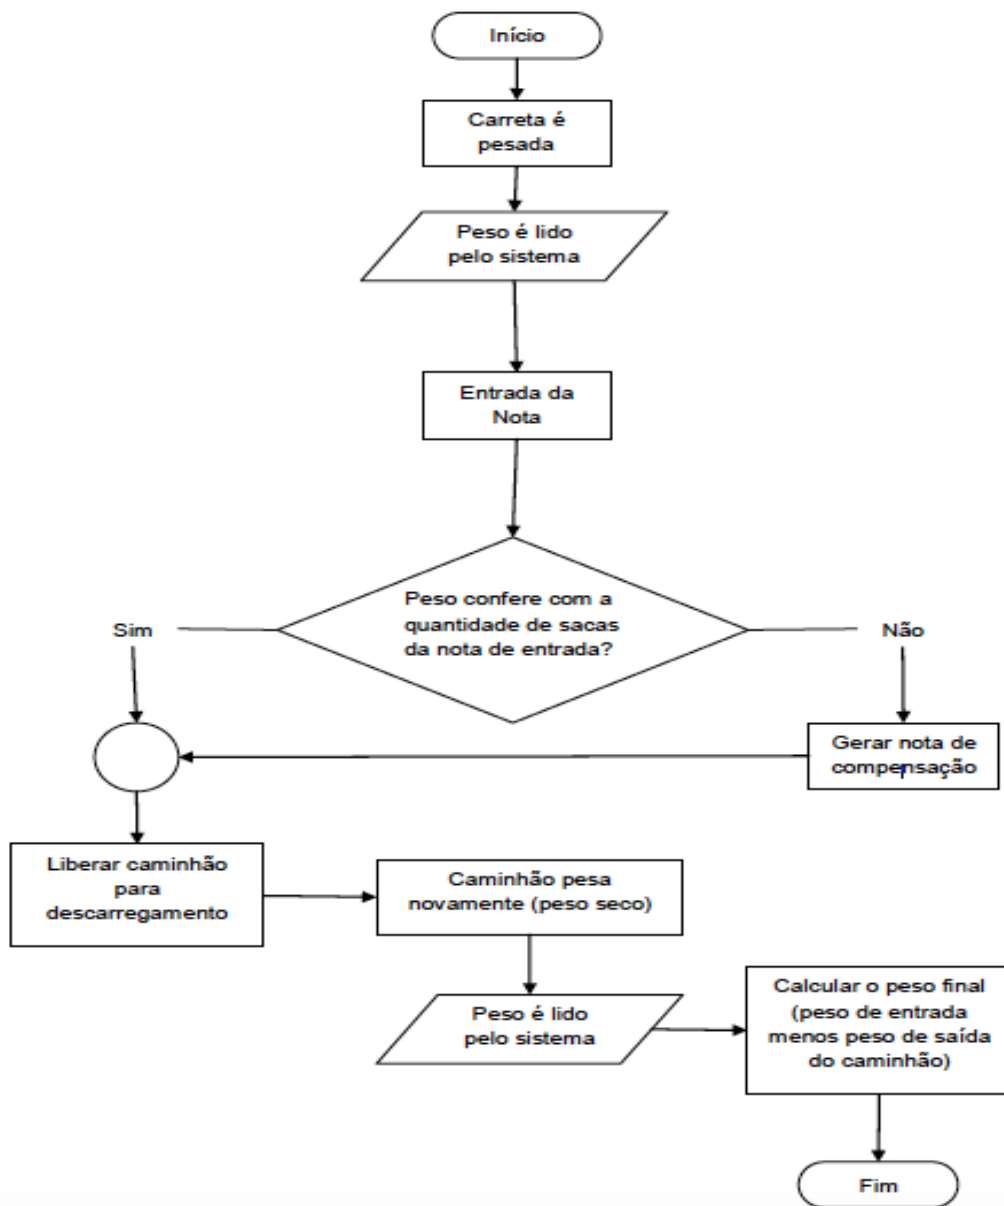 Início
Carreta é
pesada
Peso é lido
pelo sistema
Entrada da
Nota
Peso confere com a
quantidade de sacas
da nota de entrada?
Sim
Não
Gerar nota de
compensação
Liberar caminhão
para
descarregamento
Caminhão pesa
novamente (peso seco)
Peso é lido
pelo sistema
Calcular o peso final
(peso de entrada
menos peso de saída
do caminhão)
Fim